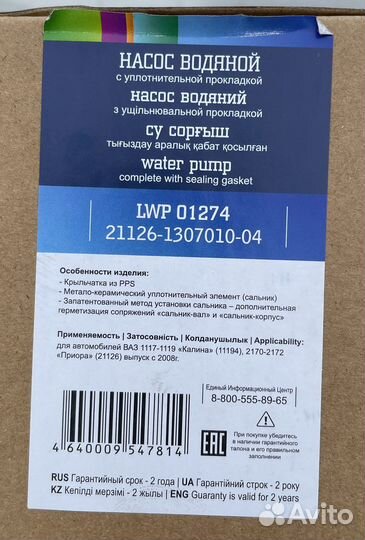 НАСОС ВОДЯНОЙ
с уплотнительной прокладкой
насос водяний
з ущільнювальной прокладкой
су сорғыш
тығыздау аралық қабат қосылған
water pump
complete with sealing gasket
LWP 01274
21126-1307010-04
Особенности изделия:
- Крыльчатка из PPS
- Метало-керамический уплотнительный элемент (сальник)
- Запатентованный метод установки сальника – дополнительная
герметизация сопряжений «сальник-вал» и «сальник-корпус»
Применяемость | Затосовність | Колданушылык | Applicability:
для автомобилей ВАЗ 1117-1119 «Калина» (11194), 2170-2172
«Приора» (21126) выпуск с 2008г.
Единый Информационный Центр
8-800-555-89-65
4 640009 547814
EAC
При покупке убедитесь
в наличии гарантийного
талона и его правильном
заполнении
RUS Гарантийный срок - 2 года | UA Гарантійний строк - 2 року
KZ Кепілді мерзімі - 2 жылы | ENG Guaranty is valid for 2 years
Avito